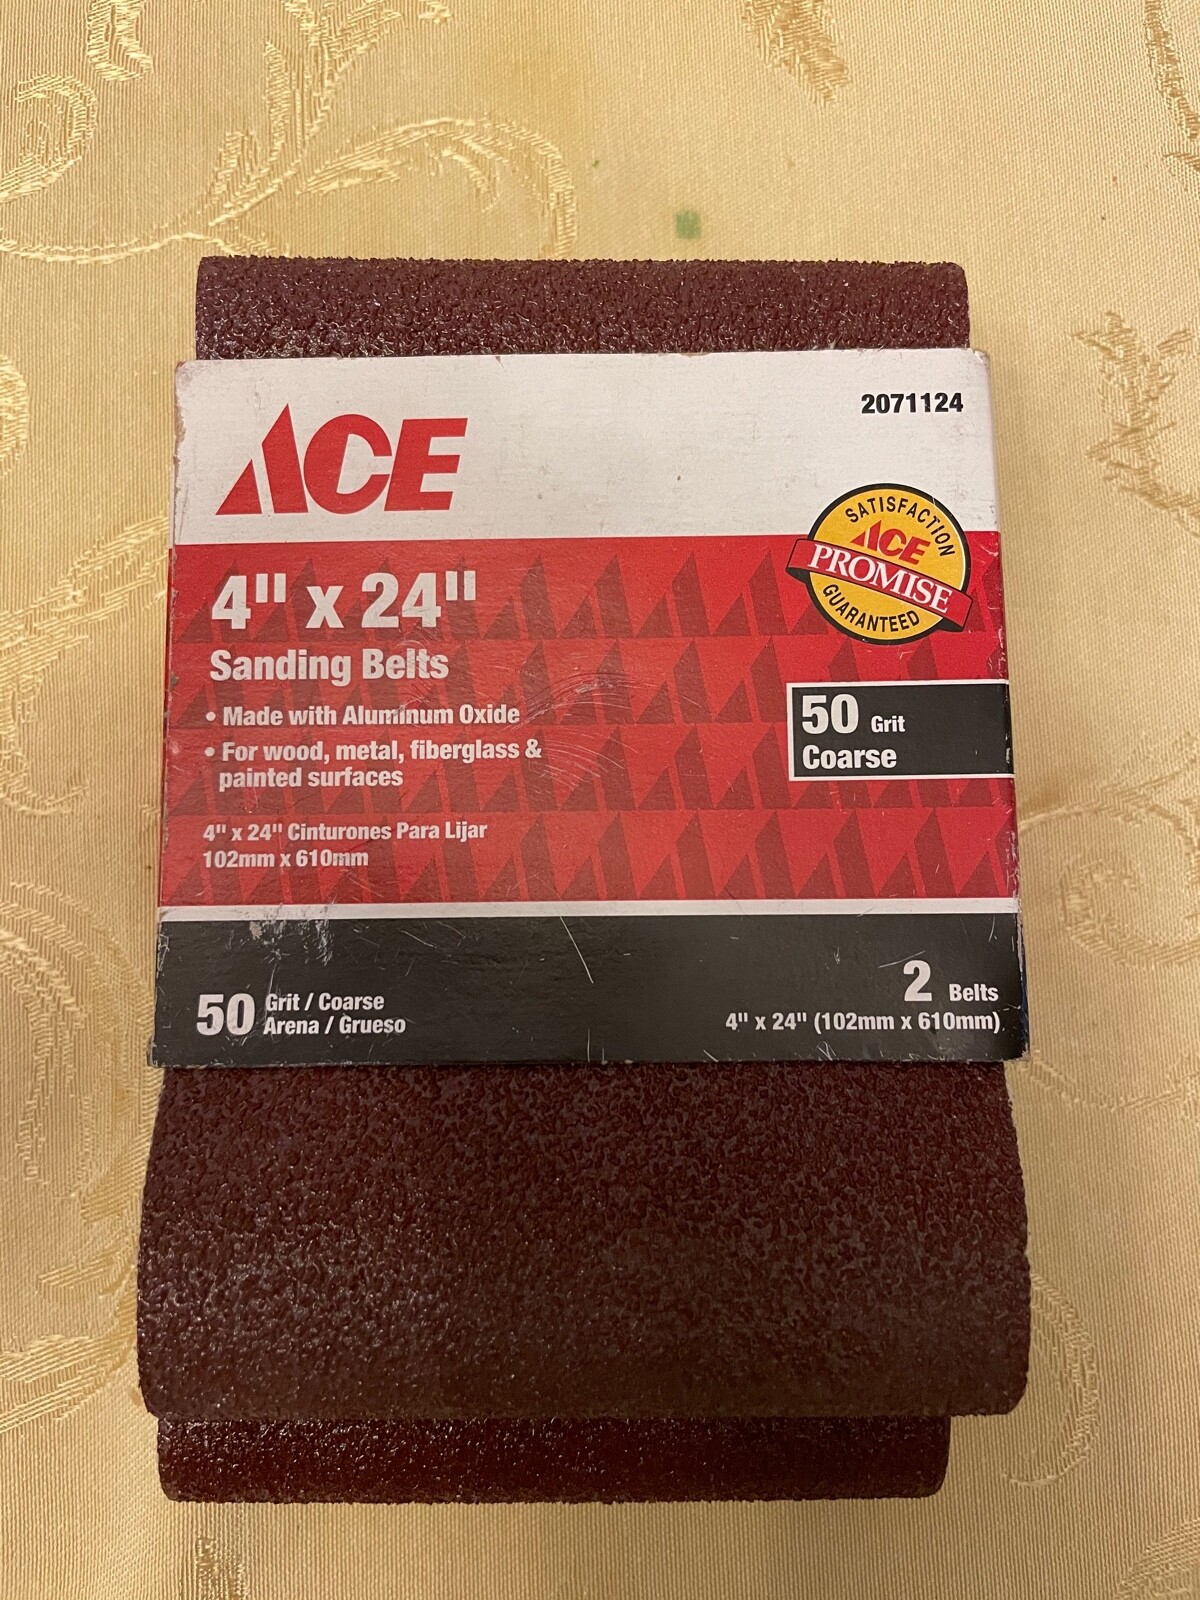 ACE
2071124
SATISFACTION
ACE
PROMISE
GUARANTEED
4" x 24"
Sanding Belts
• Made with Aluminum Oxide
• For wood, metal, fiberglass &
painted surfaces
50 Grit
Coarse
4" x 24" Cinturones Para Lijar
102mm x 610mm
50 Grit / Coarse
Arena / Grueso
2 Belts
4" x 24" (102mm x 610mm)